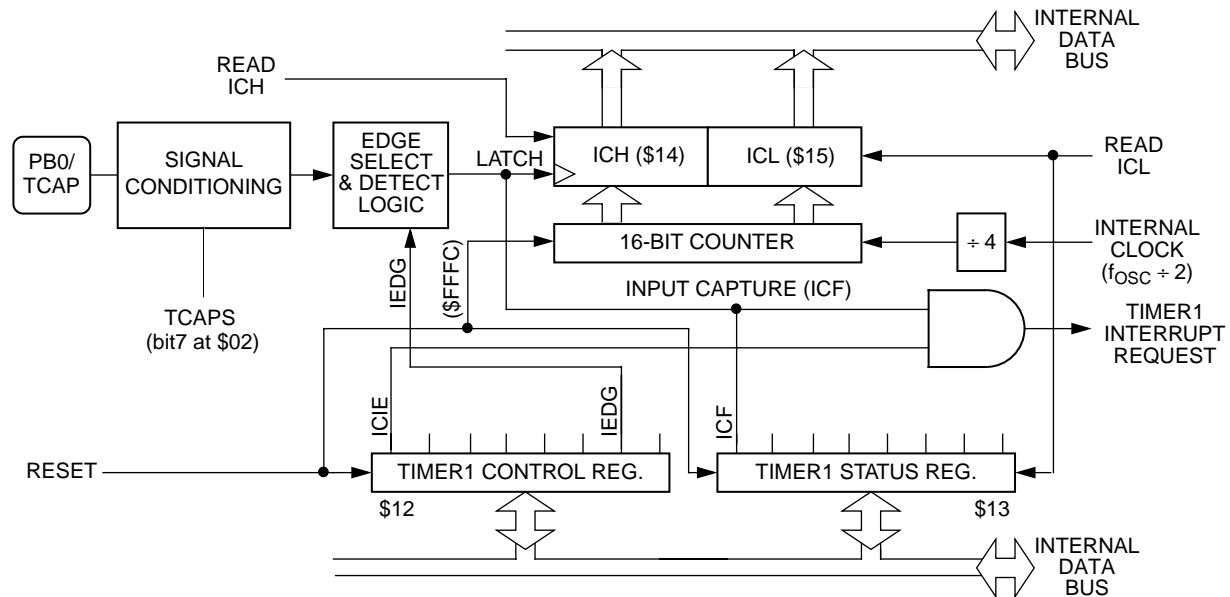 INTERNAL
DATA
BUS
READ
ICH
PB0/
TCAP
SIGNAL
CONDITIONING
EDGE
SELECT
& DETECT
LOGIC
LATCH
ICH ($14)
ICL ($15)
READ
ICL
16-BIT COUNTER
÷ 4
INTERNAL
CLOCK
(fOSC ÷ 2)
IEDG
($FFFC)
INPUT CAPTURE (ICF)
TCAPS
(bit7 at $02)
TIMER1
INTERRUPT
REQUEST
ICIE
IEDG
ICF
RESET
TIMER1 CONTROL REG.
TIMER1 STATUS REG.
$12
$13
INTERNAL
DATA
BUS